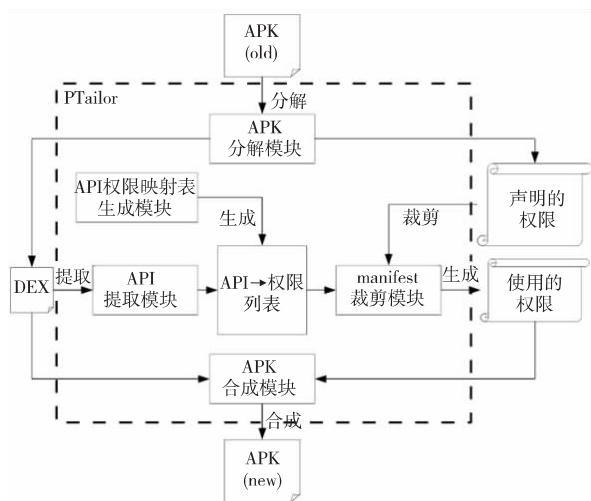 APK
(old)
PTailor
分解
APK
分解模块
API权限映射表
生成模块
生成
裁剪
声明的
权限
DEX
提取
API
提取模块
API→权限
列表
manifest
裁剪模块
生成
使用的
权限
APK
合成模块
合成
APK
(new)